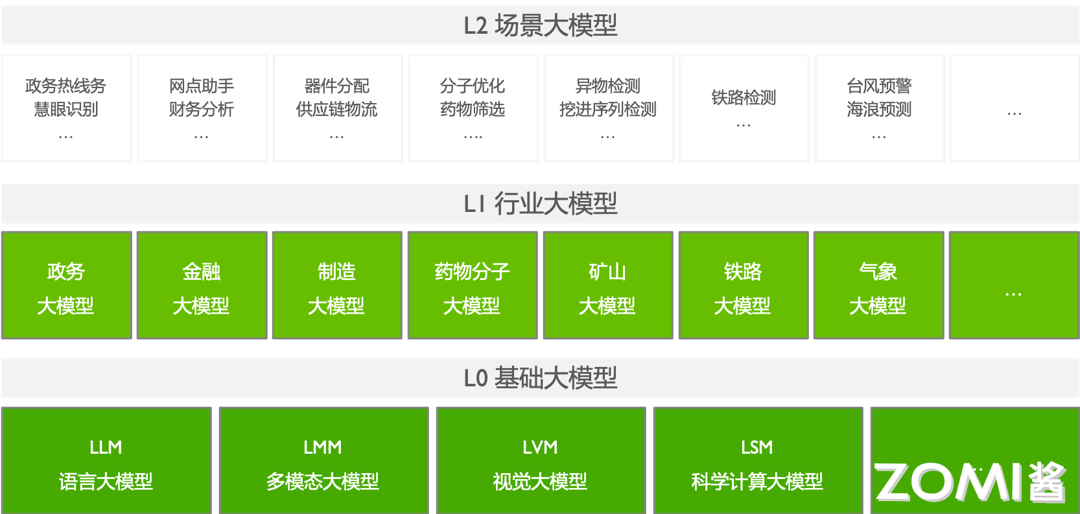 L2 场景大模型
政务热线务
慧眼识别
…
网点助手
财务分析
…
器件分配
供应链物流
…
分子优化
药物筛选
….
异物检测
挖进序列检测
…
铁路检测
…
台风预警
海浪预测
…
…
L1 行业大模型
政务
大模型
金融
大模型
制造
大模型
药物分子
大模型
矿山
大模型
铁路
大模型
气象
大模型
…
L0 基础大模型
LLM
语言大模型
LMM
多模态大模型
LVM
视觉大模型
LSM
科学计算大模型
…
ZOMI酱